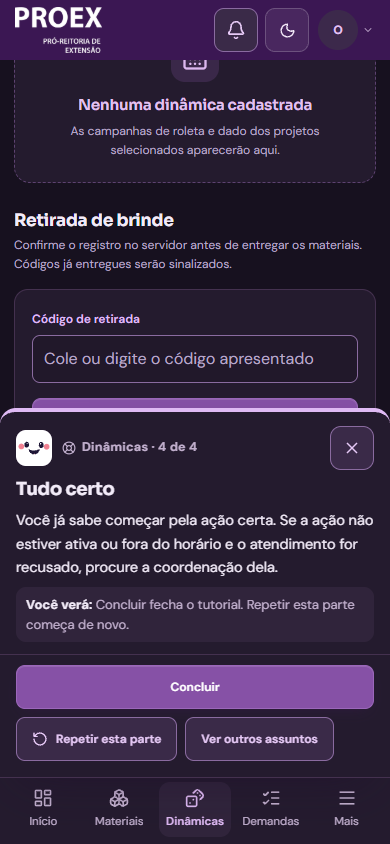 PROEX
PRÓ-REITORIA DE
EXTENSÃO
O
Nenhuma dinâmica cadastrada
As campanhas de roleta e dado dos projetos
selecionados aparecerão aqui.
Retirada de brinde
Confirme o registro no servidor antes de entregar os materiais.
Códigos já entregues serão sinalizados.
Código de retirada
Cole ou digite o código apresentado
Dinâmicas · 4 de 4
Tudo certo
Você já sabe começar pela ação certa. Se a ação não
estiver ativa ou fora do horário e o atendimento for
recusado, procure a coordenação dela.
Você verá: Concluir fecha o tutorial. Repetir esta parte
começa de novo.
Concluir
Repetir esta parte
Ver outros assuntos
Início
Materiais
Dinâmicas
Demandas
Mais